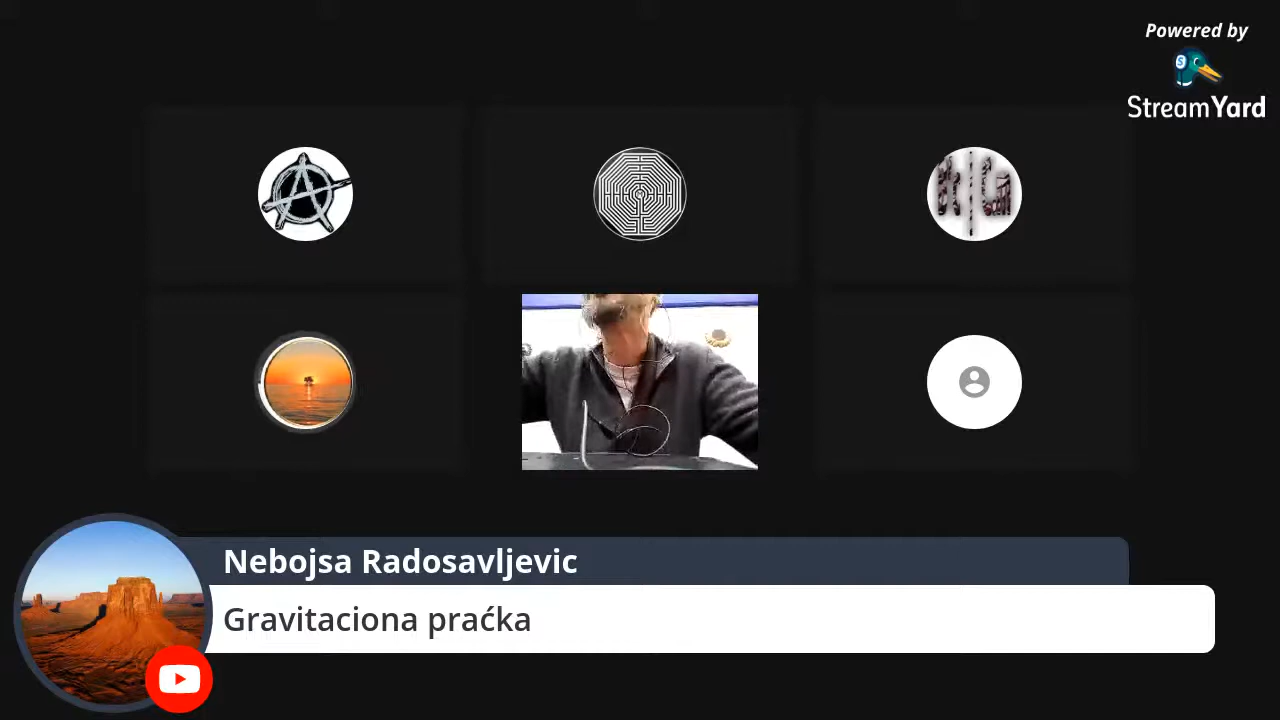 Powered by
StreamYard
Nebojsa Radosavljevic
Gravitaciona praćka